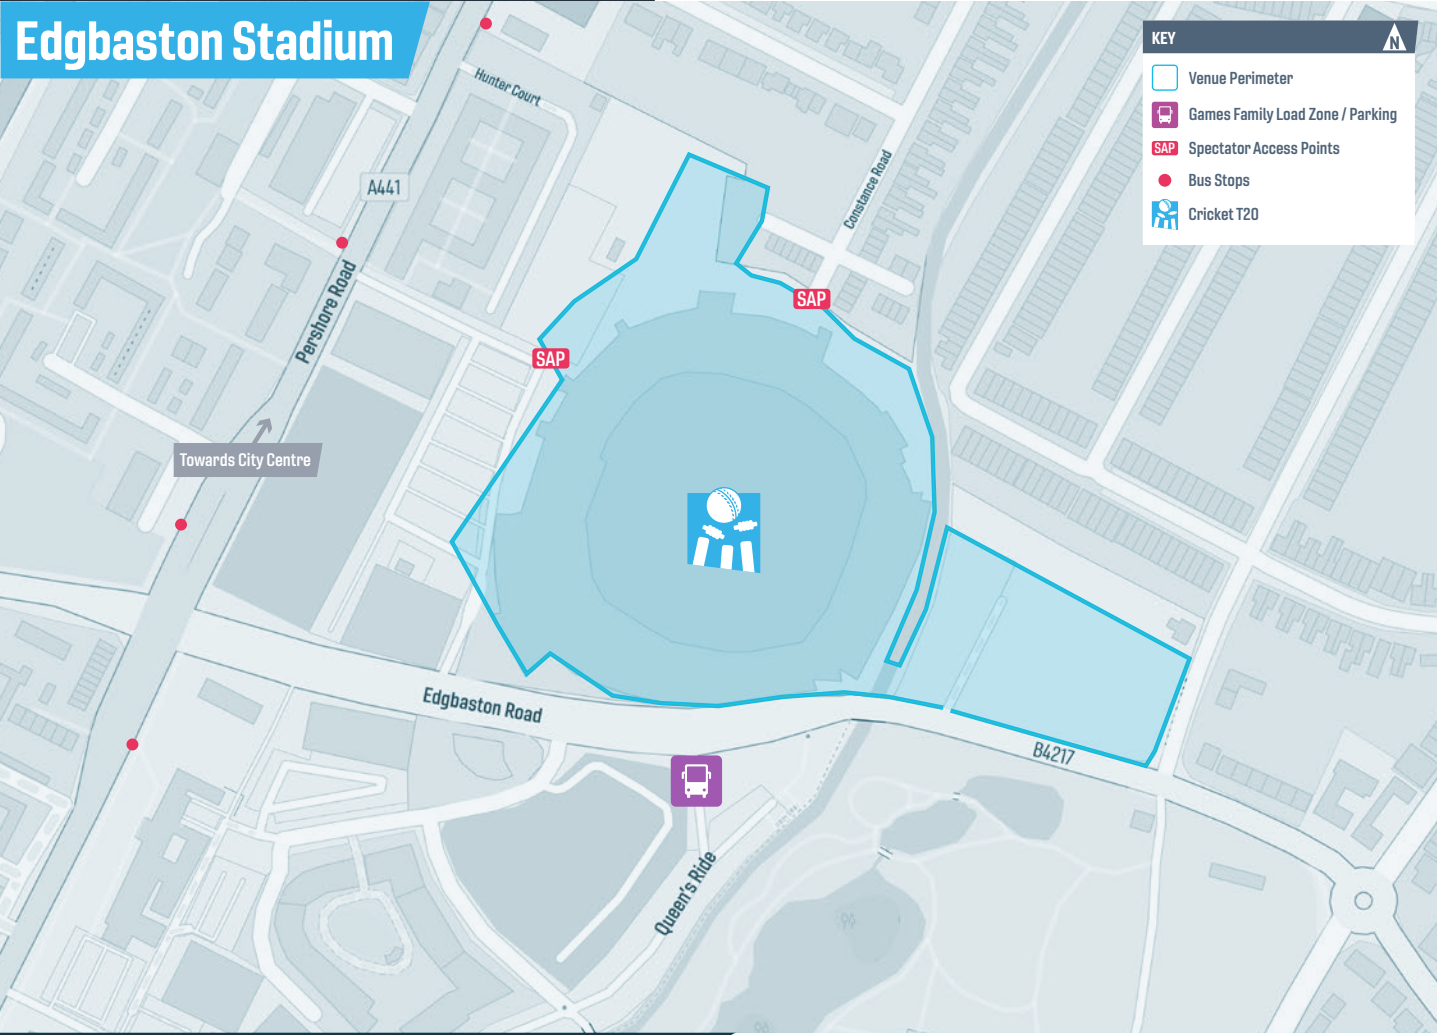 Edgbaston Stadium
KEY
N
Venue Perimeter
Games Family Load Zone / Parking
SAP
Spectator Access Points
Bus Stops
Cricket T20
Hunter Court
A441
Constance Road
Pershore Road
SAP
SAP
Towards City Centre
Edgbaston Road
B4217
Queen's Ride